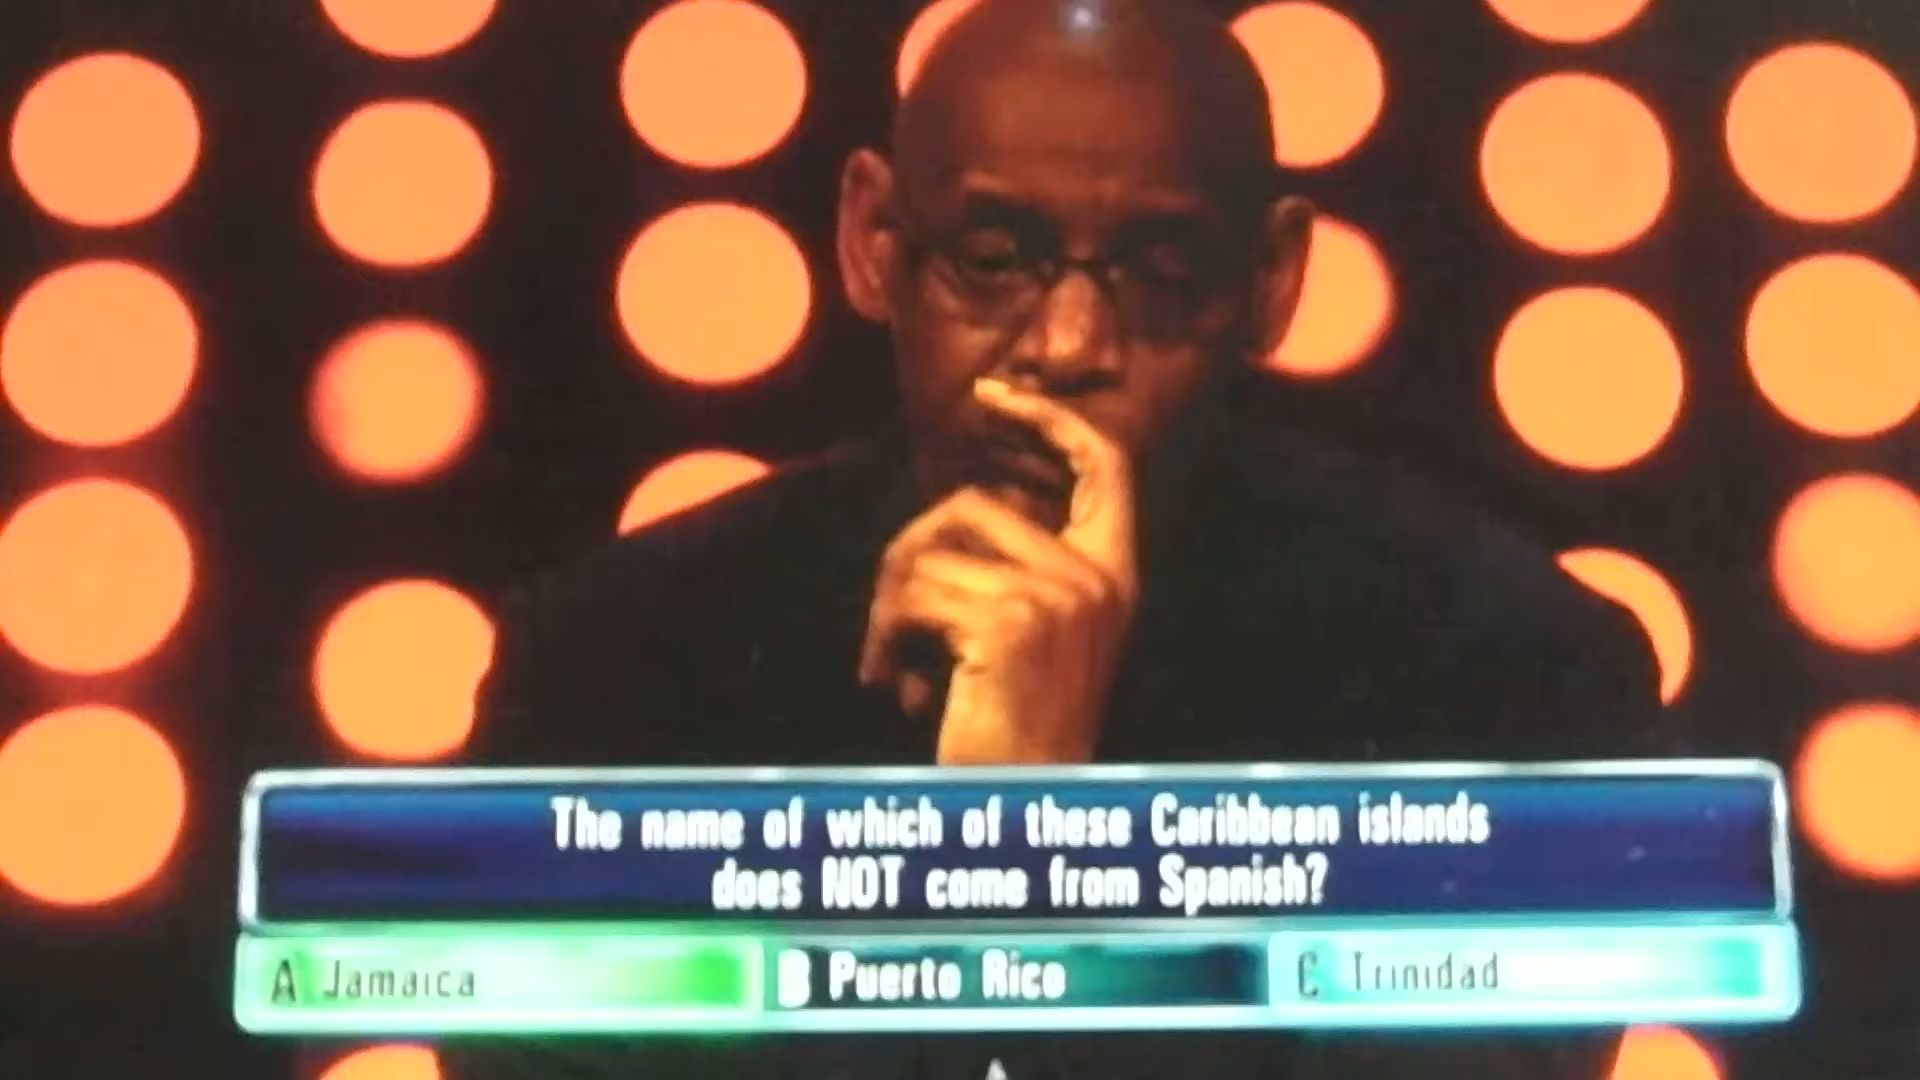 The name of which of these Caribbean islands
does NOT come from Spanish?
A Jamaica
B Puerto Rico
C Trinidad